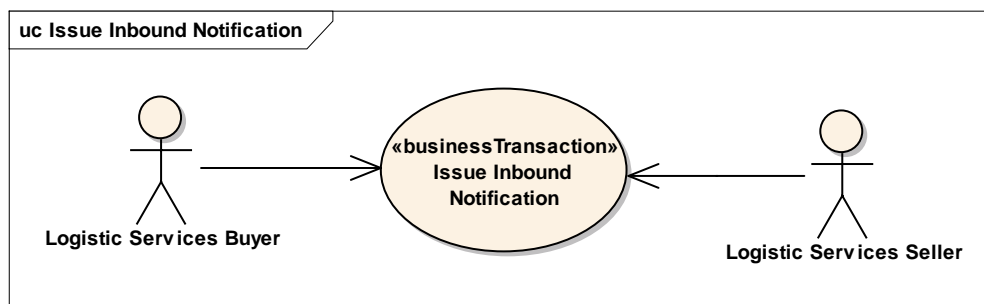 uc Issue Inbound Notification
«businessTransaction»
Issue Inbound
Notification
Logistic Services Buyer
Logistic Services Seller